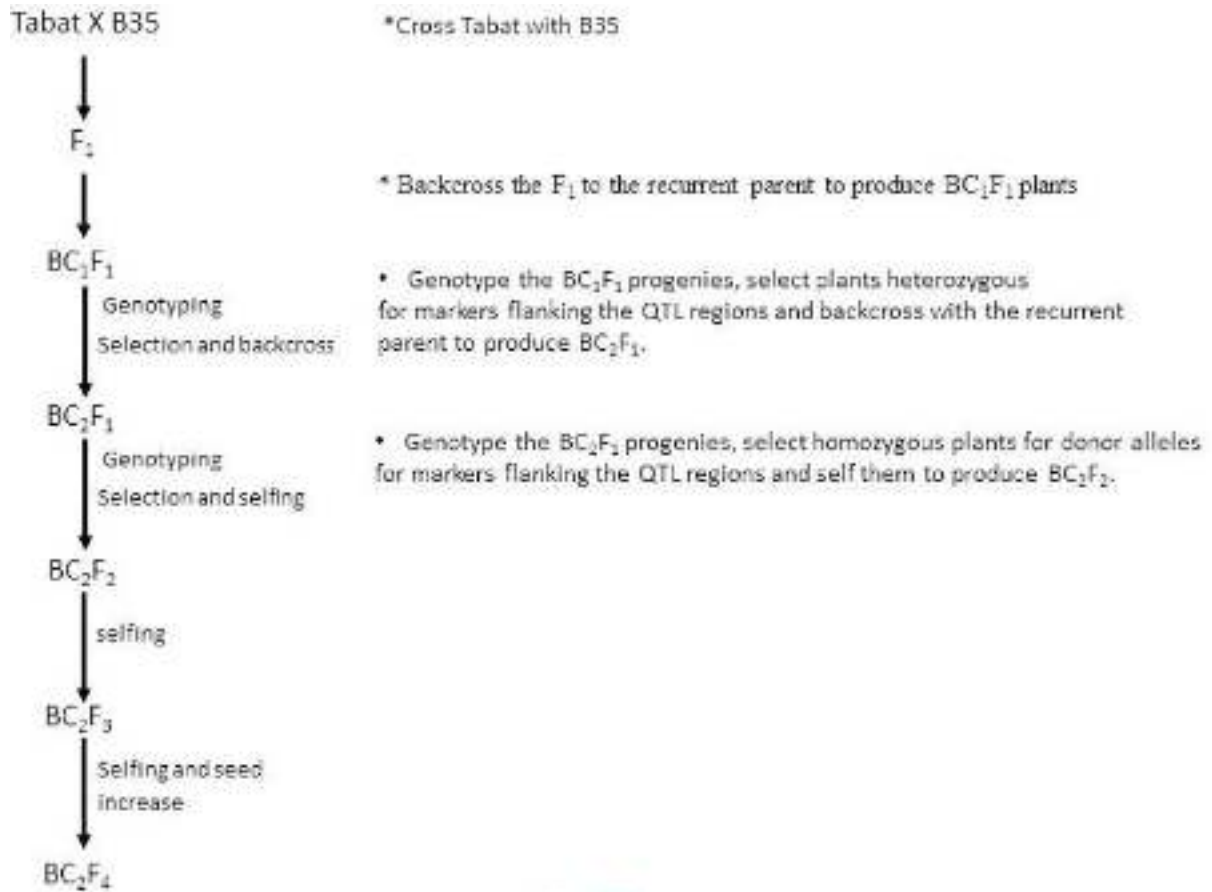 Tabat X B35
*Cross Tabat with B35
F₁
* Backcross the F₁ to the recurrent parent to produce BC₁F₁ plants
BC₁F₁
Genotyping
Selection and backcross
• Genotype the BC₁F₁ progenies, select plants heterozygous
for markers flanking the QTL regions and backcross with the recurrent
parent to produce BC₂F₁.
BC₂F₁
Genotyping
Selection and selfing
• Genotype the BC₂F₁ progenies, select homozygous plants for donor alleles
for markers flanking the QTL regions and self them to produce BC₂F₂.
BC₂F₂
selfing
BC₂F₃
Selfing and seed
increase
BC₂F₄